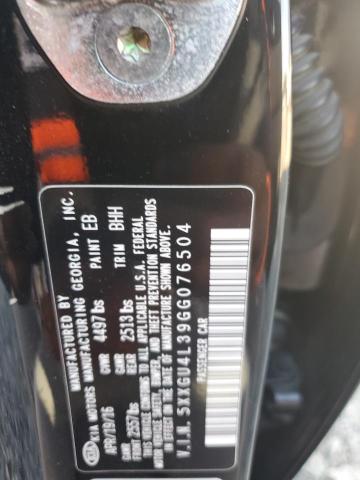 MANUFACTURED BY
KIA MOTORS MANUFACTURING GEORGIA, INC.
APR/19/16 GVWR 4497lbs PAINT EB
GAWR FRONT 2557lbs GAWR REAR 2513lbs TRIM BHH
THIS VEHICLE CONFORMS TO ALL APPLICABLE U.S.A. FEDERAL
MOTOR VEHICLE SAFETY, BUMPER, AND THEFT PREVENTION STANDARDS
IN EFFECT ON THE DATE OF MANUFACTURE SHOWN ABOVE.
V.I.N. 5XXGU4L39GG076504
PASSENGER CAR